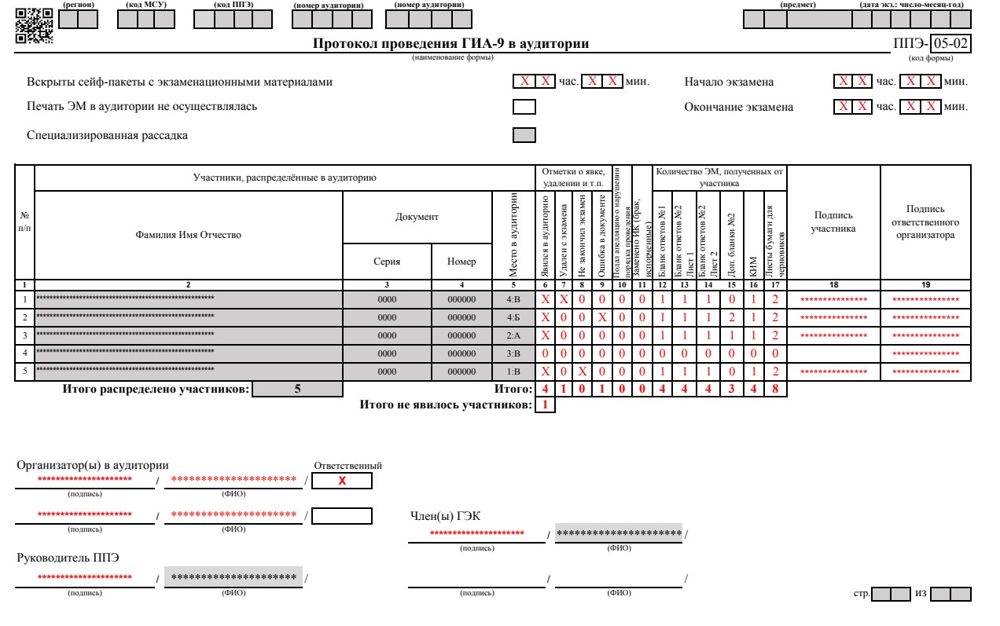 (регион) (код МСУ) (код ППЭ) (номер аудитории) (номер аудитории) (предмет) (дата экз.: число-месяц-год)
Протокол проведения ГИА-9 в аудитории ППЭ- 05-02
(наименование формы) (код формы)
Вскрыты сейф-пакеты с экзаменационными материалами X X час. X X мин. Начало экзамена X X час. X X мин.
Печать ЭМ в аудитории не осуществлялась Окончание экзамена X X час. X X мин.
Специализированная рассадка
№ п/п
Участники, распределённые в аудиторию
Фамилия Имя Отчество
Документ
Серия
Номер
Место в аудитории
Отметки о явке, удалении и т.п.
Явился в аудиторию
Удален с экзамена
Не закончил экзамен
Ошибка в документе
Подал апелляцию о нарушении порядка проведения
Заменено ИК (брак, испорченные)
Количество ЭМ, полученных от участника
Бланк ответов №1
Бланк ответов №2 Лист 1
Бланк ответов №2 Лист 2
Доп. бланки №2
КИМ
Листы бумаги для черновиков
Подпись участника
Подпись ответственного организатора
1 2 3 4 5 6 7 8 9 10 11 12 13 14 15 16 17 18 19
1 ****************************************************** 0000 000000 4:В X X 0 0 0 0 1 1 1 0 1 2 *************** ***************
2 ****************************************************** 0000 000000 4:Б X 0 0 X 0 0 1 1 1 2 1 2 *************** ***************
3 ****************************************************** 0000 000000 2:А X 0 0 0 0 0 1 1 1 1 1 2 *************** ***************
4 ****************************************************** 0000 000000 3:В 0 0 0 0 0 0 0 0 0 0 0 0 ***************
5 ****************************************************** 0000 000000 1:В X 0 X 0 0 0 1 1 1 0 1 2 *************** ***************
Итого распределено участников: 5 Итого: 4 1 0 1 0 0 4 4 4 3 4 8
Итого не явилось участников: 1
Организатор(ы) в аудитории Ответственный
********************* / ********************* / X
(подпись) (ФИО)
********************* / ********************* /
(подпись) (ФИО)
Член(ы) ГЭК
********************* / ********************* /
(подпись) (ФИО)
Руководитель ППЭ
********************* / ********************* / /
(подпись) (ФИО) (подпись) (ФИО)
стр. из